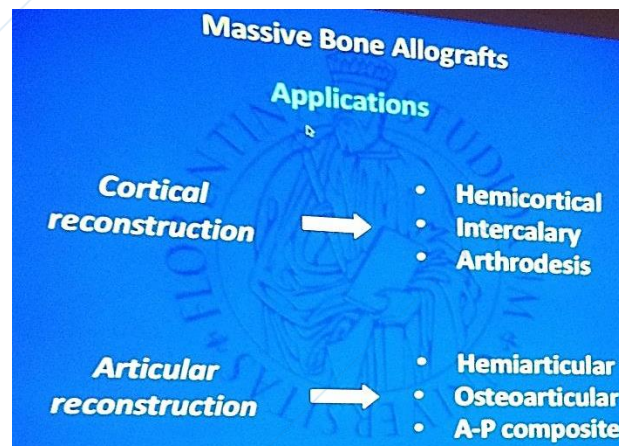 Massive Bone Allografts
Applications
Cortical
reconstruction
• Hemicortical
• Intercalary
• Arthrodesis
Articular
reconstruction
• Hemiarticular
• Osteoarticular
• A-P composite